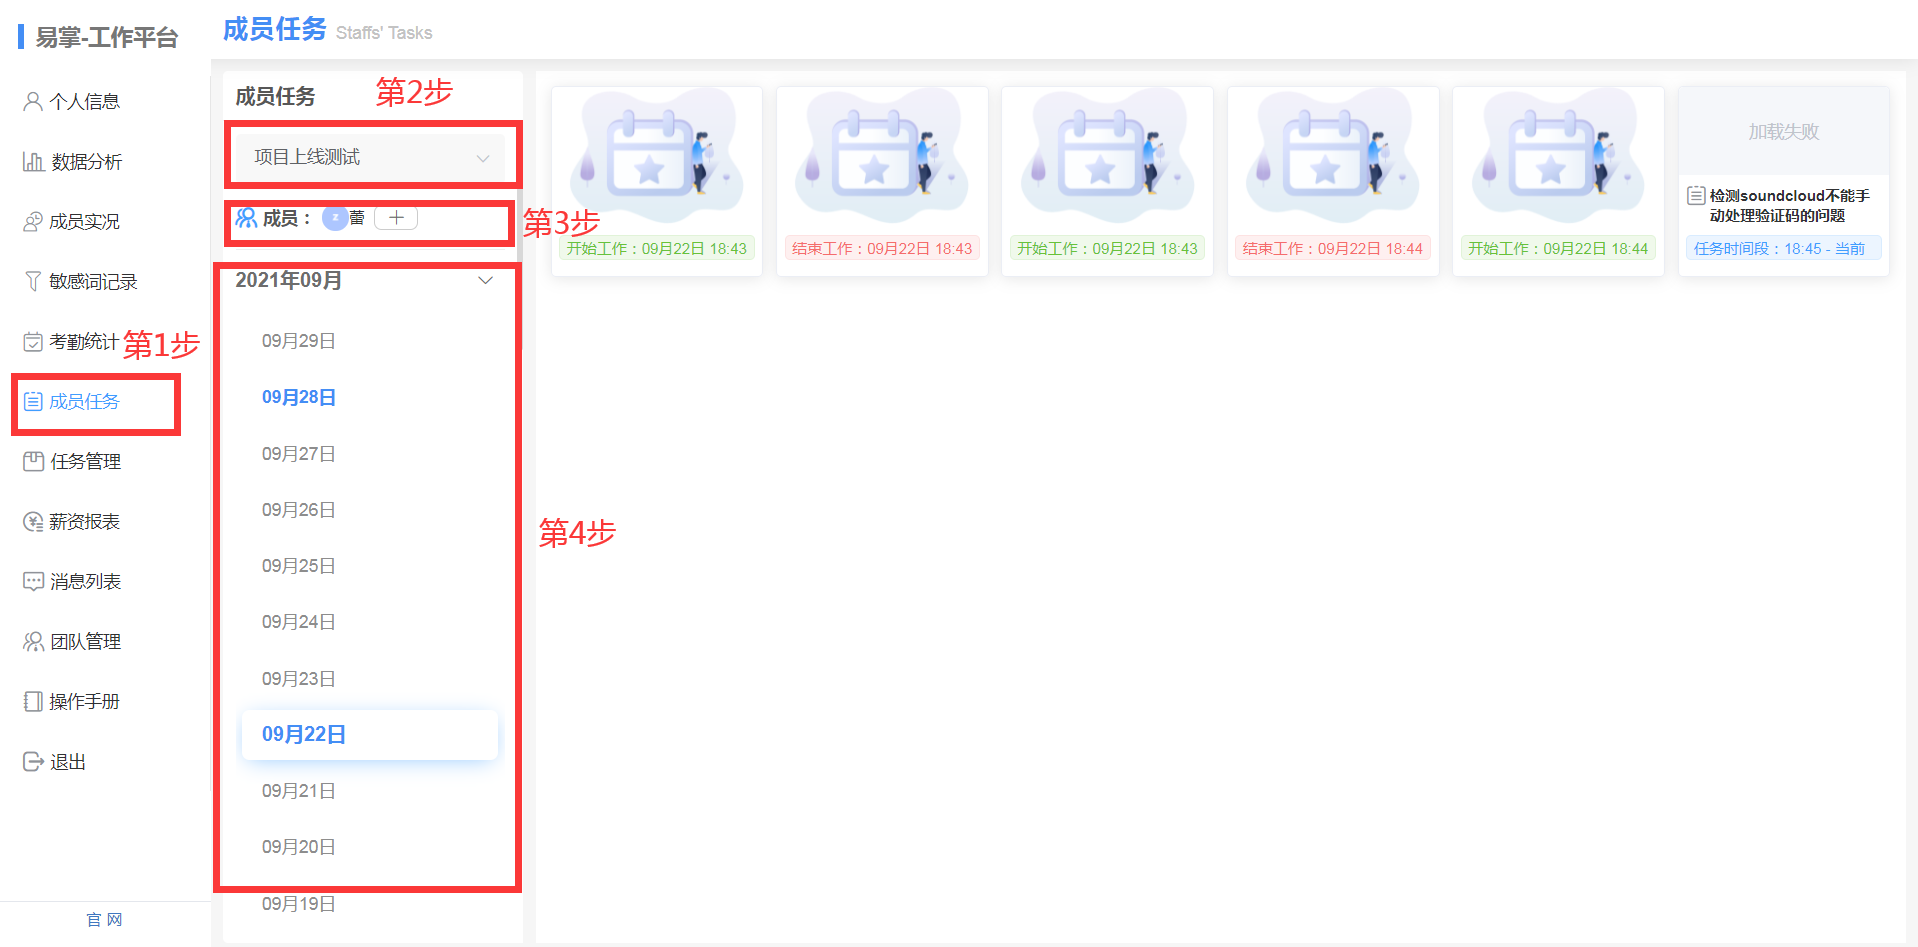 易掌-工作平台
成员任务 Staffs' Tasks
个人信息
数据分析
成员实况
敏感词记录
考勤统计
第1步
成员任务
任务管理
薪资报表
消息列表
团队管理
操作手册
退出
官 网
成员任务
第2步
项目上线测试
成员： z 蕾
第3步
2021年09月
09月29日
09月28日
09月27日
09月26日
09月25日
09月24日
09月23日
09月22日
09月21日
09月20日
09月19日
第4步
开始工作：09月22日 18:43
结束工作：09月22日 18:43
开始工作：09月22日 18:43
结束工作：09月22日 18:44
开始工作：09月22日 18:44
加载失败
检测soundcloud不能手
动处理验证码的问题
任务时间段：18:45 - 当前